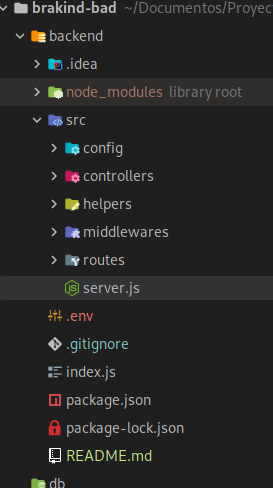 brakind-bad ~/Documentos/Proyec
backend
.idea
node_modules library root
src
config
controllers
helpers
middlewares
routes
server.js
.env
.gitignore
index.js
package.json
package-lock.json
README.md
db